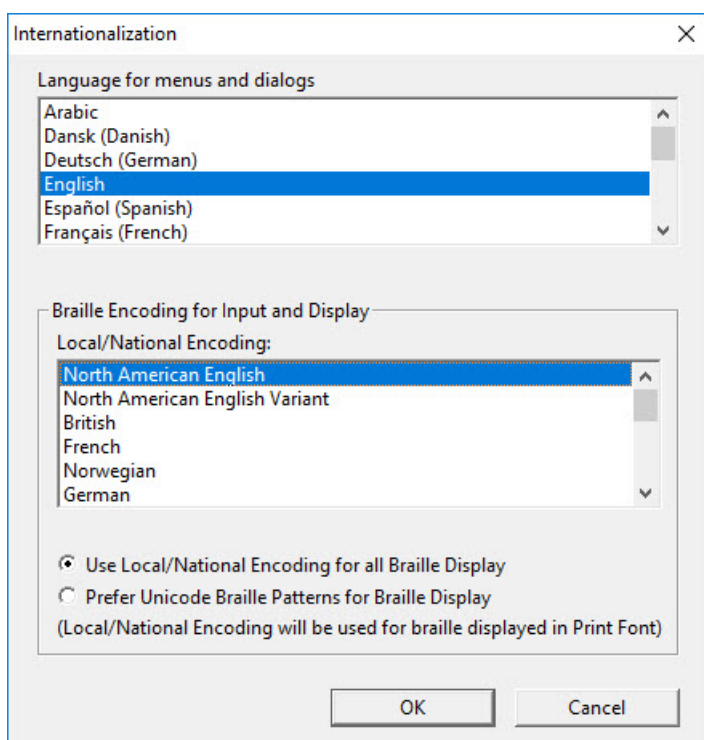 Internationalization
Language for menus and dialogs
Arabic
Dansk (Danish)
Deutsch (German)
English
Español (Spanish)
Français (French)
Braille Encoding for Input and Display
Local/National Encoding:
North American English
North American English Variant
British
French
Norwegian
German
Use Local/National Encoding for all Braille Display
Prefer Unicode Braille Patterns for Braille Display
(Local/National Encoding will be used for braille displayed in Print Font)
OK Cancel